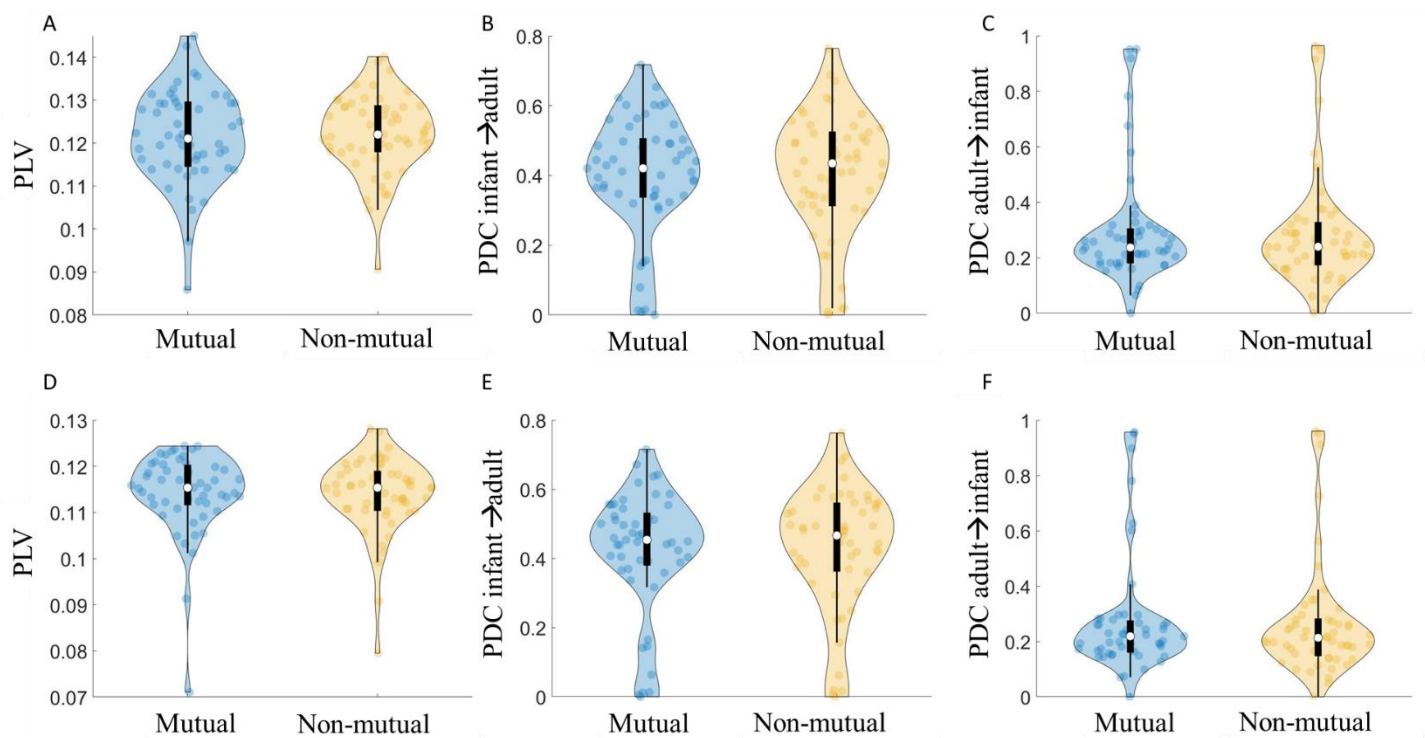 A
PLV
0.14
0.13
0.12
0.11
0.1
0.09
0.08
Mutual Non-mutual
B
PDC infant→adult
0.8
0.6
0.4
0.2
0
Mutual Non-mutual
C
PDC adult→infant
1
0.8
0.6
0.4
0.2
0
Mutual Non-mutual
D
PLV
0.13
0.12
0.11
0.1
0.09
0.08
0.07
Mutual Non-mutual
E
PDC infant→adult
0.8
0.6
0.4
0.2
0
Mutual Non-mutual
F
PDC adult→infant
1
0.8
0.6
0.4
0.2
0
Mutual Non-mutual